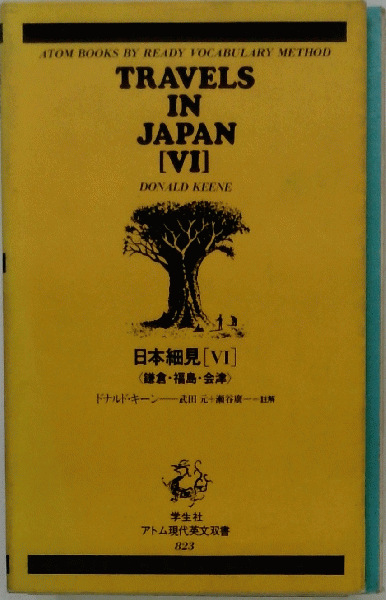 ATOM BOOKS BY READY VOCABULARY METHOD
TRAVELS
IN
JAPAN
[VI]
DONALD KEENE
日本細見[VI]
〈鎌倉・福島・会津〉
ドナルド・キーン——武田 元+瀬谷廣一=註解
学生社
アトム現代英文双書
823